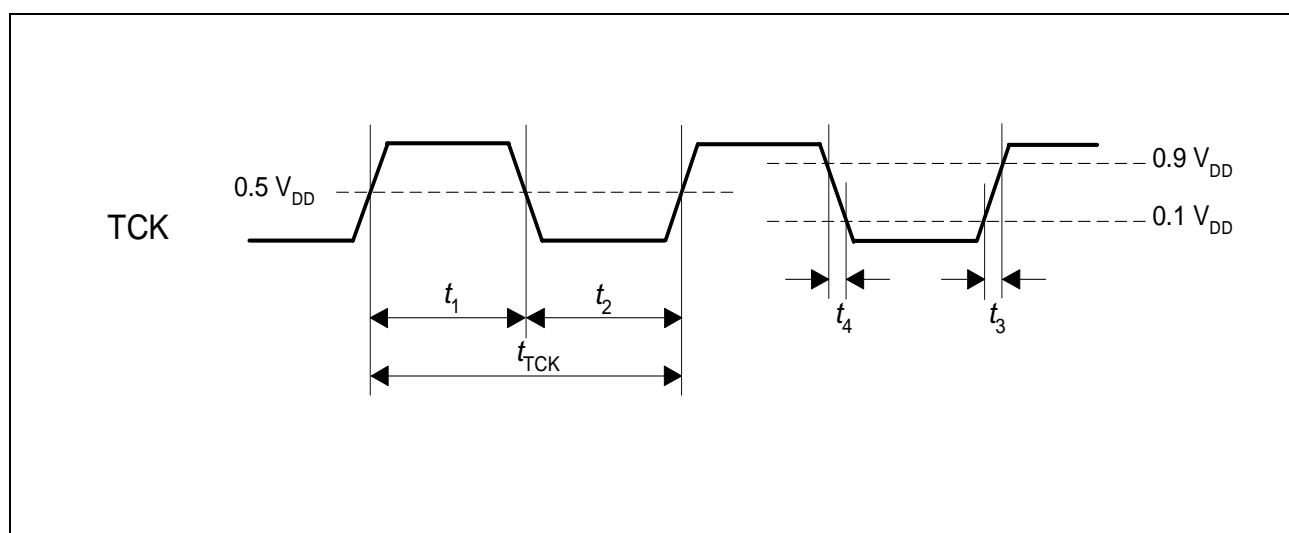 0.9 V_DD
0.5 V_DD
0.1 V_DD
TCK
t_1
t_2
t_4
t_3
t_TCK